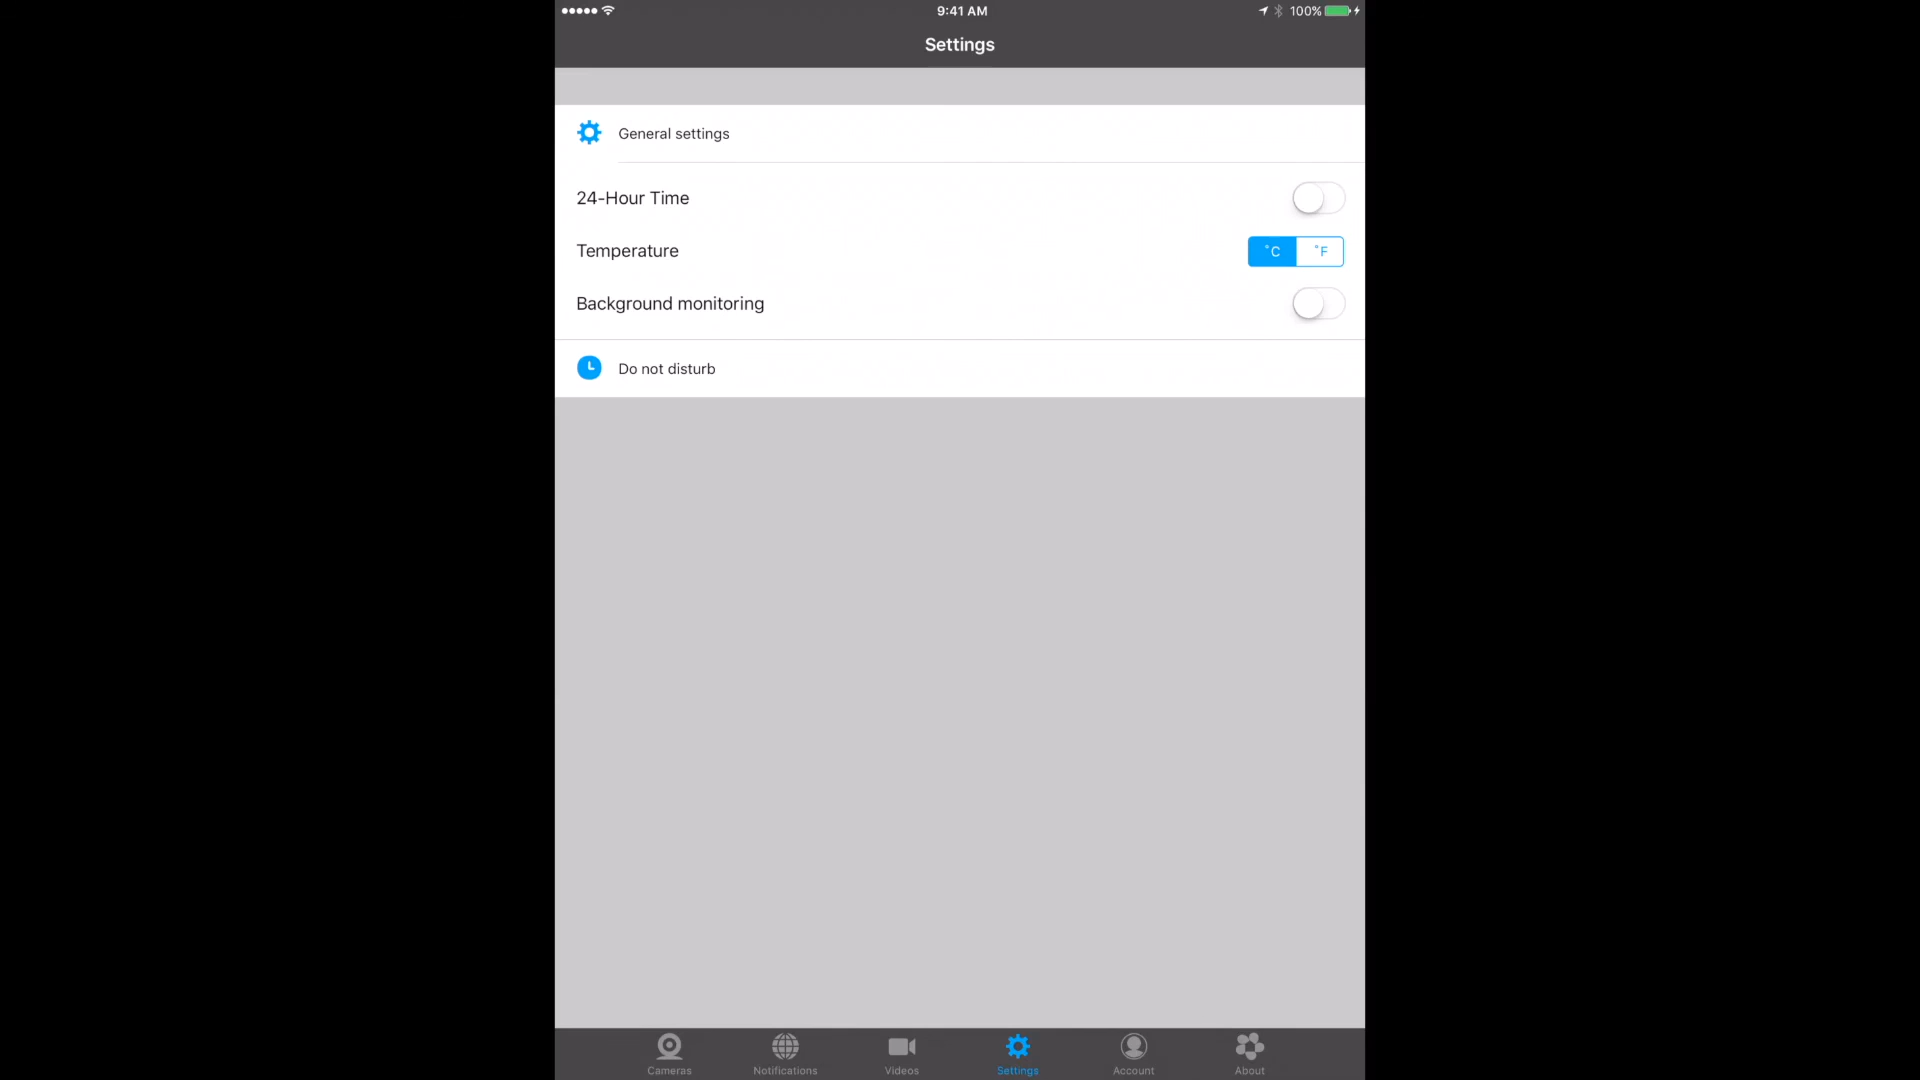 9:41 AM
100%
Settings
General settings
24-Hour Time
Temperature
°C
°F
Background monitoring
Do not disturb
Cameras
Notifications
Videos
Settings
Account
About